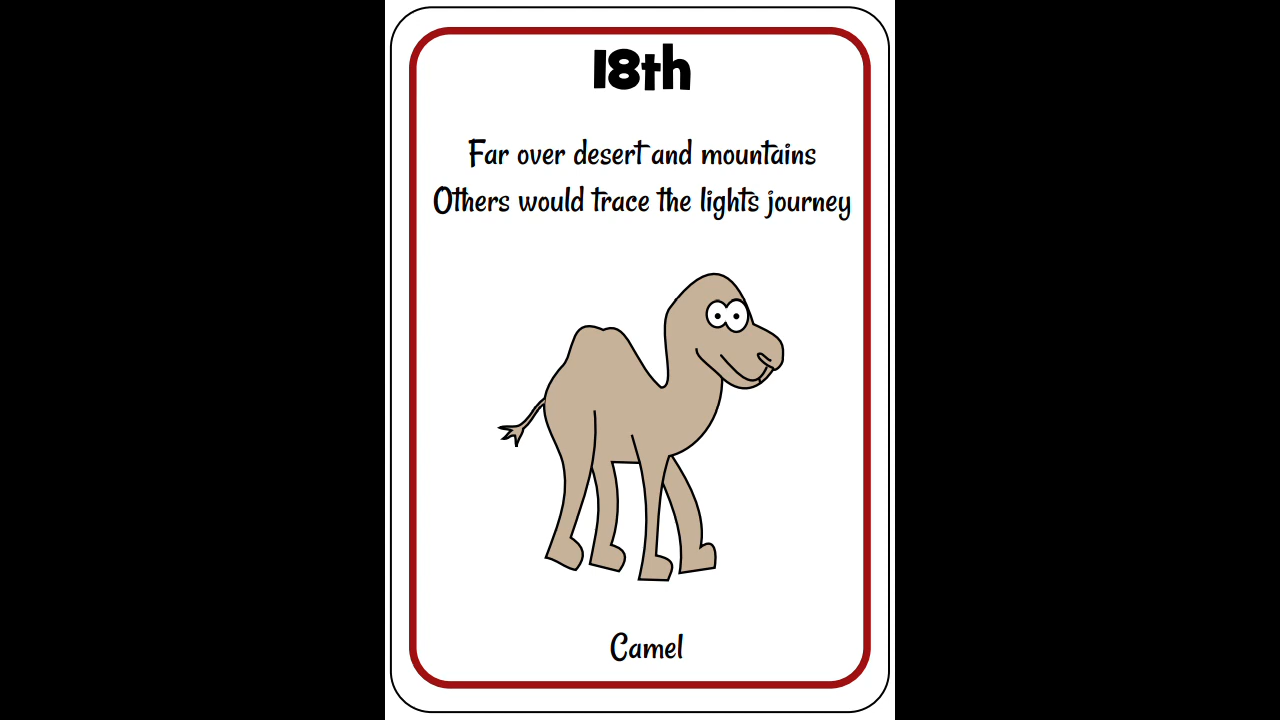 18th
Far over desert and mountains
Others would trace the lights journey
Camel